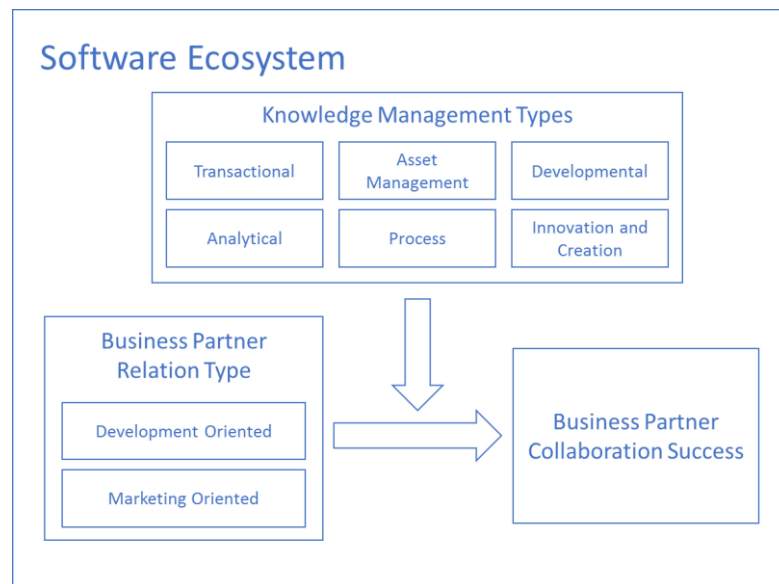 Software Ecosystem
Knowledge Management Types
Transactional
Asset
Management
Developmental
Analytical
Process
Innovation and
Creation
Business Partner
Relation Type
Development Oriented
Marketing Oriented
Business Partner
Collaboration Success